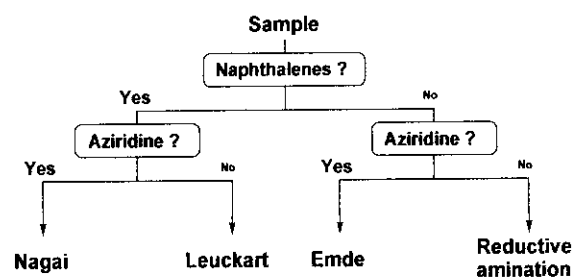 Sample
Naphthalenes ?
Yes
No
Aziridine ?
Aziridine ?
Yes
No
Yes
No
Nagai
Leuckart
Emde
Reductive
amination